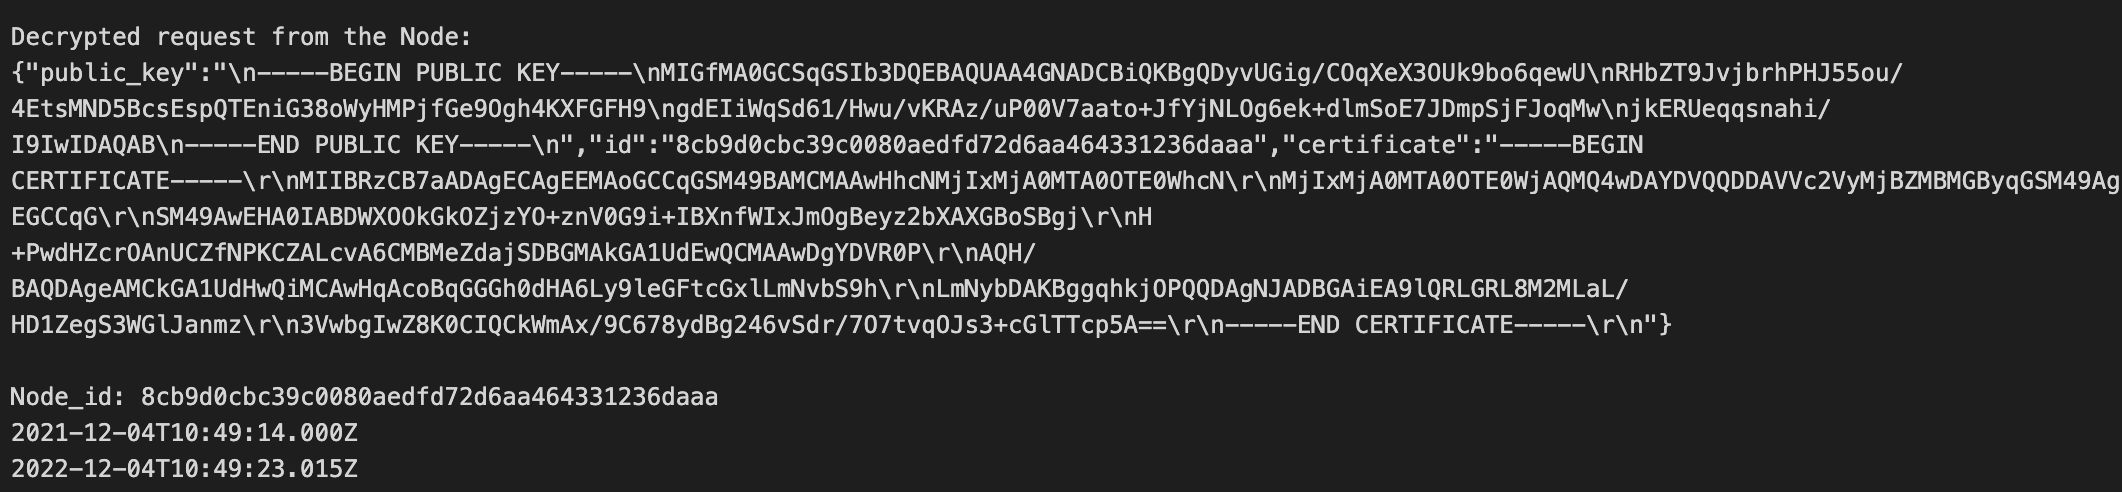 Decrypted request from the Node:
{"public_key":"\n-----BEGIN PUBLIC KEY-----\nMIGfMA0GCSqGSIb3DQEBAQUAA4GNADCBiQKBgQDyvUGig/COqXeX3OUk9bo6qewU\nRHbZT9JvjbrhPHJ55ou/
4EtsMND5BcsEspQTEniG38oWyHMPjfGe9Ogh4KXFGFH9\ngdEIiWqSd61/Hwu/vKRAz/uP00V7aato+JfYjNLOg6ek+dlmSoE7JDmpSjFJoqMw\njkERUeqqsnahi/
I9IwIDAQAB\n-----END PUBLIC KEY-----\n","id":"8cb9d0cbc39c0080aedfd72d6aa464331236daaa","certificate":"-----BEGIN
CERTIFICATE-----\r\nMIIBRzCB7aADAgECAgEEMAoGCCqGSM49BAMCMAAwHhcNMjIxMjA0MTA0OTE0WhcN\r\nMjIxMjA0MTA0OTE0WjAQMQ4wDAYDVQQDDAVVc2VyMjBZMBMGByqGSM49Ag
EGCCqG\r\nSM49AwEHA0IABDWXOOkGkOZjzYO+znV0G9i+IBXnfWIxJmOgBeyz2bXAXGBoSBgj\r\nH
+PwdHZcrOAnUCZfNPKCZALcvA6CMBMeZdajSDBGMAkGA1UdEwQCMAAwDgYDVR0P\r\nAQH/
BAQDAgeAMCkGA1UdHwQiMCAwHqAcoBqGGGh0dHA6Ly9leGFtcGxlLmNvbS9h\r\nLmNybDAKBggqhkjOPQQDAgNJADBGAiEA9lQRLGRL8M2MLaL/
HD1ZegS3WGlJanmz\r\n3VwbgIwZ8K0CIQCkWmAx/9C678ydBg246vSdr/7O7tvqOJs3+cGlTTcp5A==\r\n-----END CERTIFICATE-----\r\n"}
Node_id: 8cb9d0cbc39c0080aedfd72d6aa464331236daaa
2021-12-04T10:49:14.000Z
2022-12-04T10:49:23.015Z